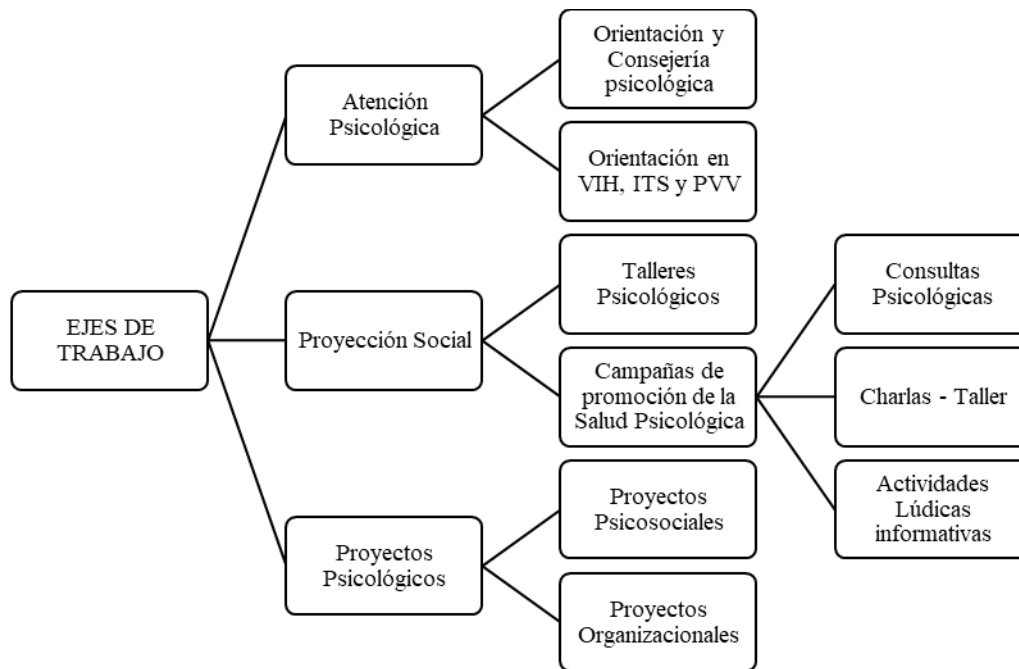 EJES DE
TRABAJO
Atención
Psicológica
Orientación y
Consejería
psicológica
Orientación en
VIH, ITS y PVV
Proyección Social
Talleres
Psicológicos
Campañas de
promoción de la
Salud Psicológica
Consultas
Psicológicas
Charlas - Taller
Actividades
Lúdicas
informativas
Proyectos
Psicológicos
Proyectos
Psicosociales
Proyectos
Organizacionales